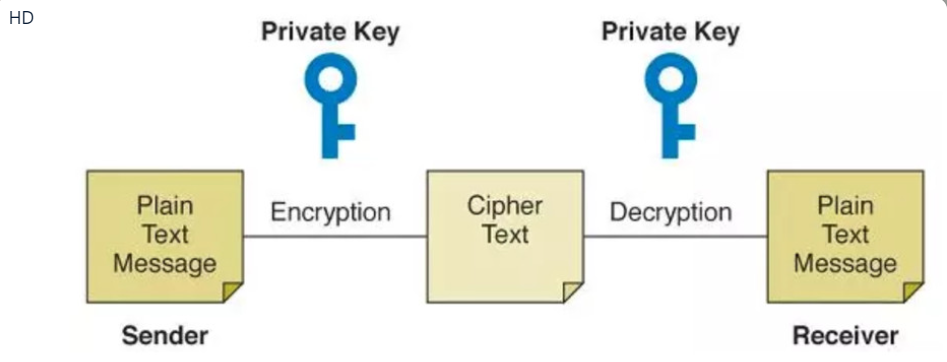 HD
Private Key
Private Key
Plain
Text
Message
Encryption
Cipher
Text
Decryption
Plain
Text
Message
Sender
Receiver